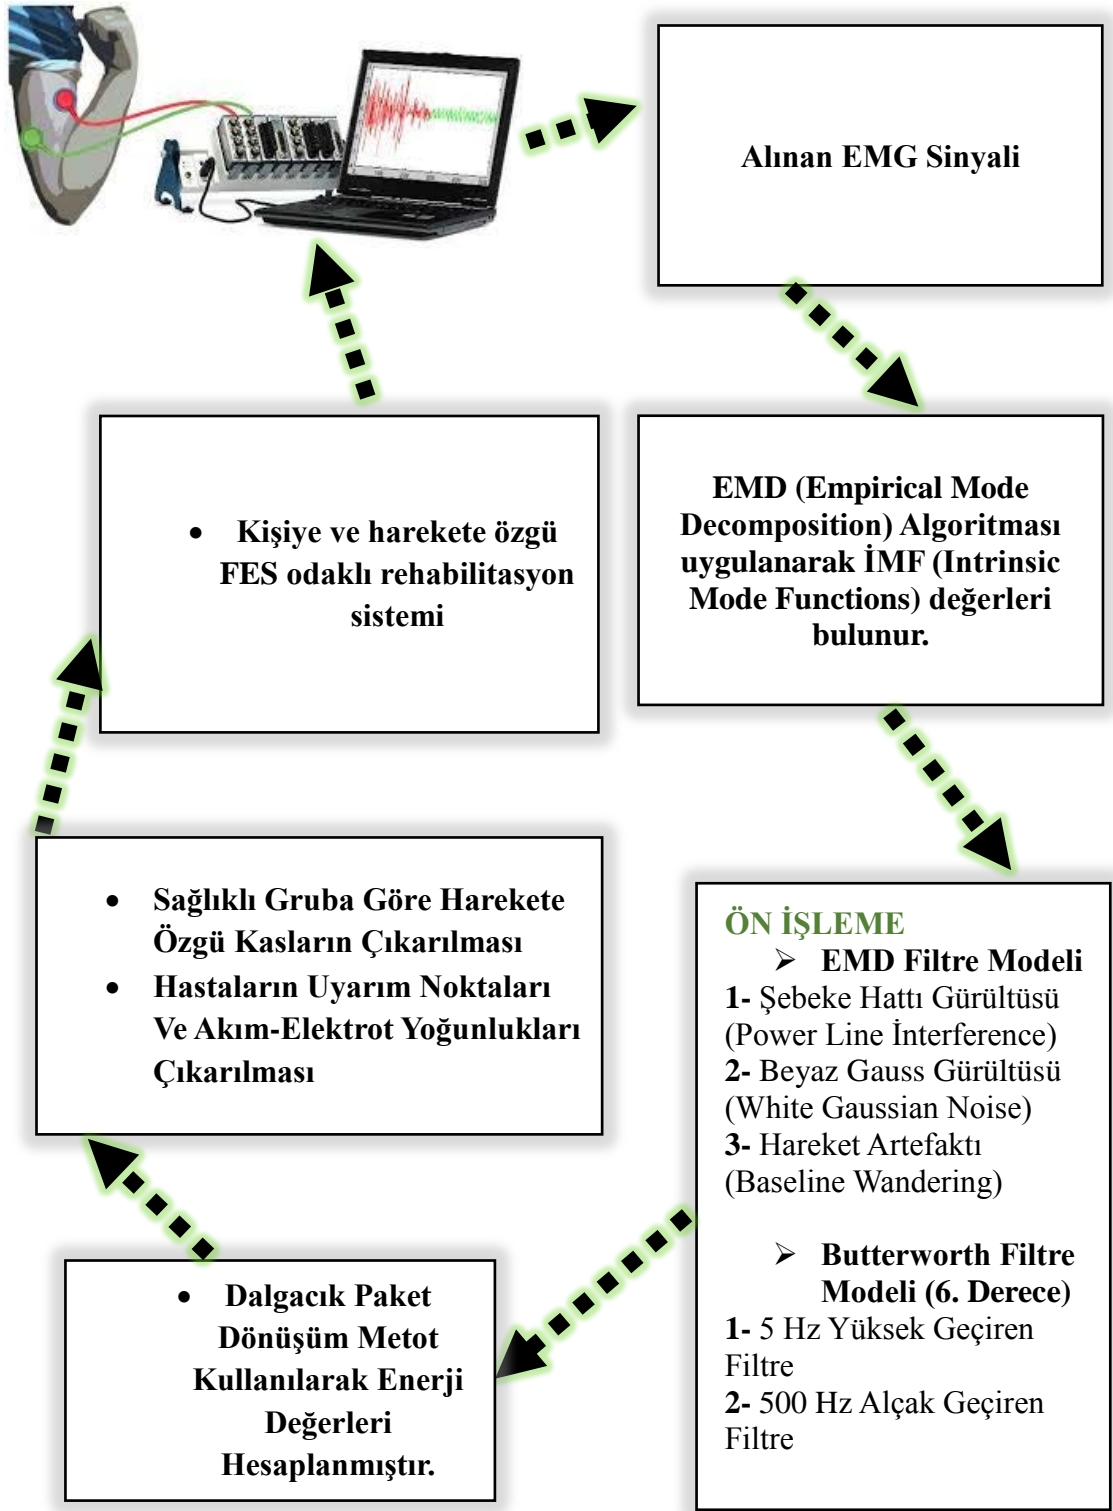 Alınan EMG Sinyali
EMD (Empirical Mode
Decomposition) Algoritması
uygulanarak İMF (Intrinsic
Mode Functions) değerleri
bulunur.
ÖN İŞLEME
➢ EMD Filtre Modeli
1- Şebeke Hattı Gürültüsü
(Power Line İnterference)
2- Beyaz Gauss Gürültüsü
(White Gaussian Noise)
3- Hareket Artefaktı
(Baseline Wandering)
➢ Butterworth Filtre
Modeli (6. Derece)
1- 5 Hz Yüksek Geçiren
Filtre
2- 500 Hz Alçak Geçiren
Filtre
• Dalgacık Paket
Dönüşüm Metot
Kullanılarak Enerji
Değerleri
Hesaplanmıştır.
• Sağlıklı Gruba Göre Harekete
Özgü Kasların Çıkarılması
• Hastaların Uyarım Noktaları
Ve Akım-Elektrot Yoğunlukları
Çıkarılması
• Kişiye ve harekete özgü
FES odaklı rehabilitasyon
sistemi